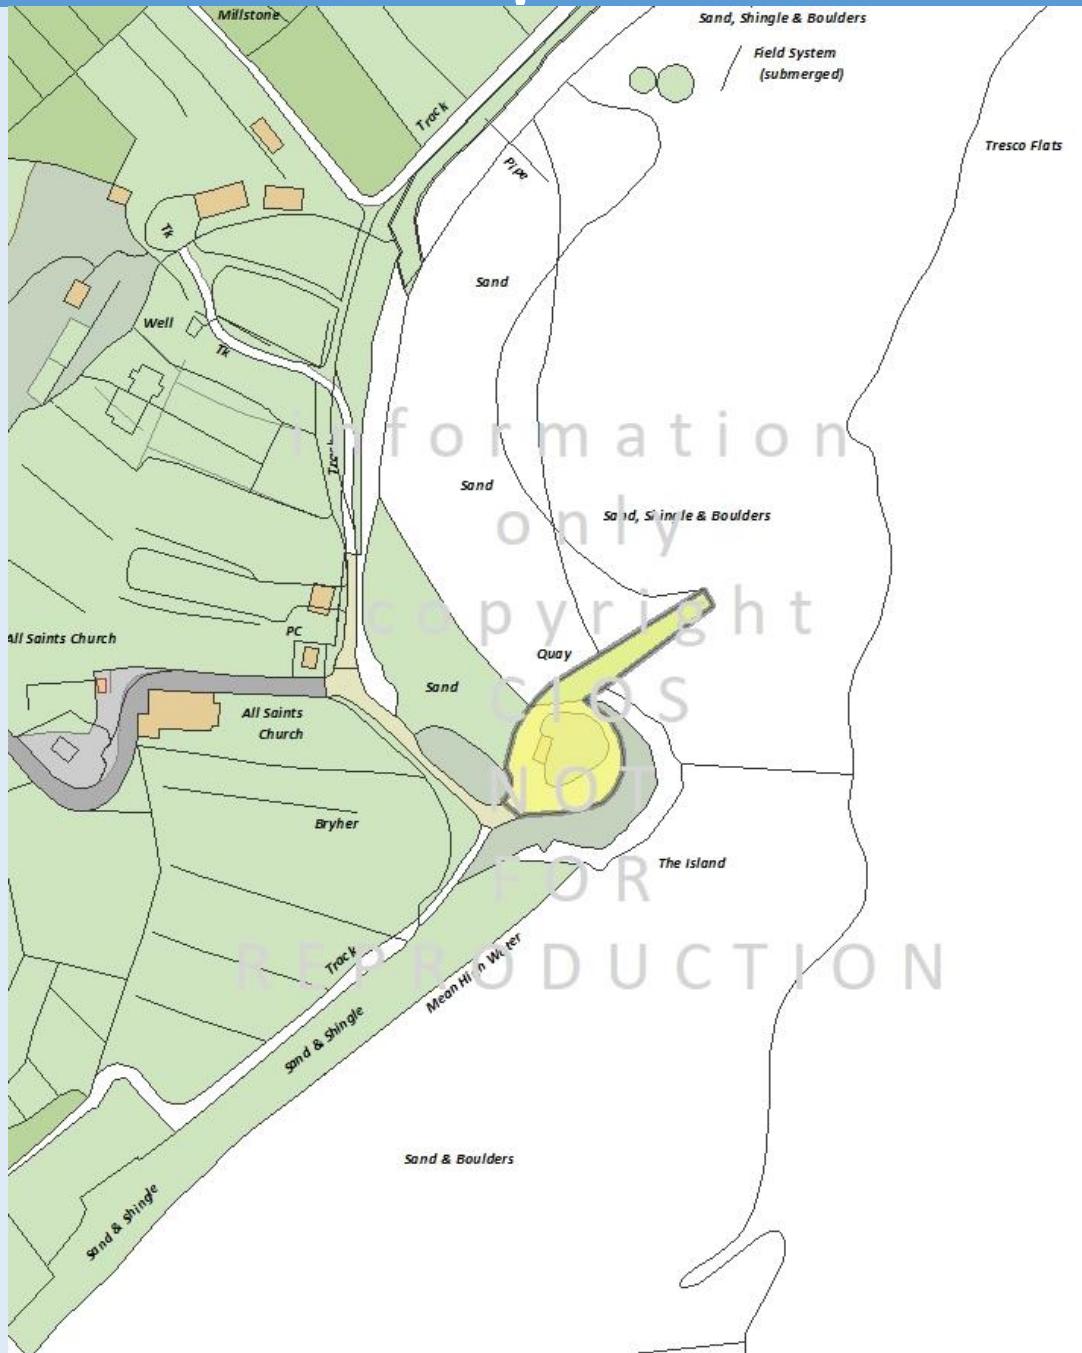 Millstone
Sand, Shingle & Boulders
Field System
(submerged)
Track
Tresco Flats
Pipe
Tk
Sand
Well
Tk
information
Track
Sand
only
Sand, Shingle & Boulders
copyright
PC
All Saints Church
Quay
CIOS
Sand
All Saints
Church
NOT
Bryher
The Island
FOR
REPRODUCTION
Track
Mean High Water
Sand & Shingle
Sand & Boulders
Sand & Shingle